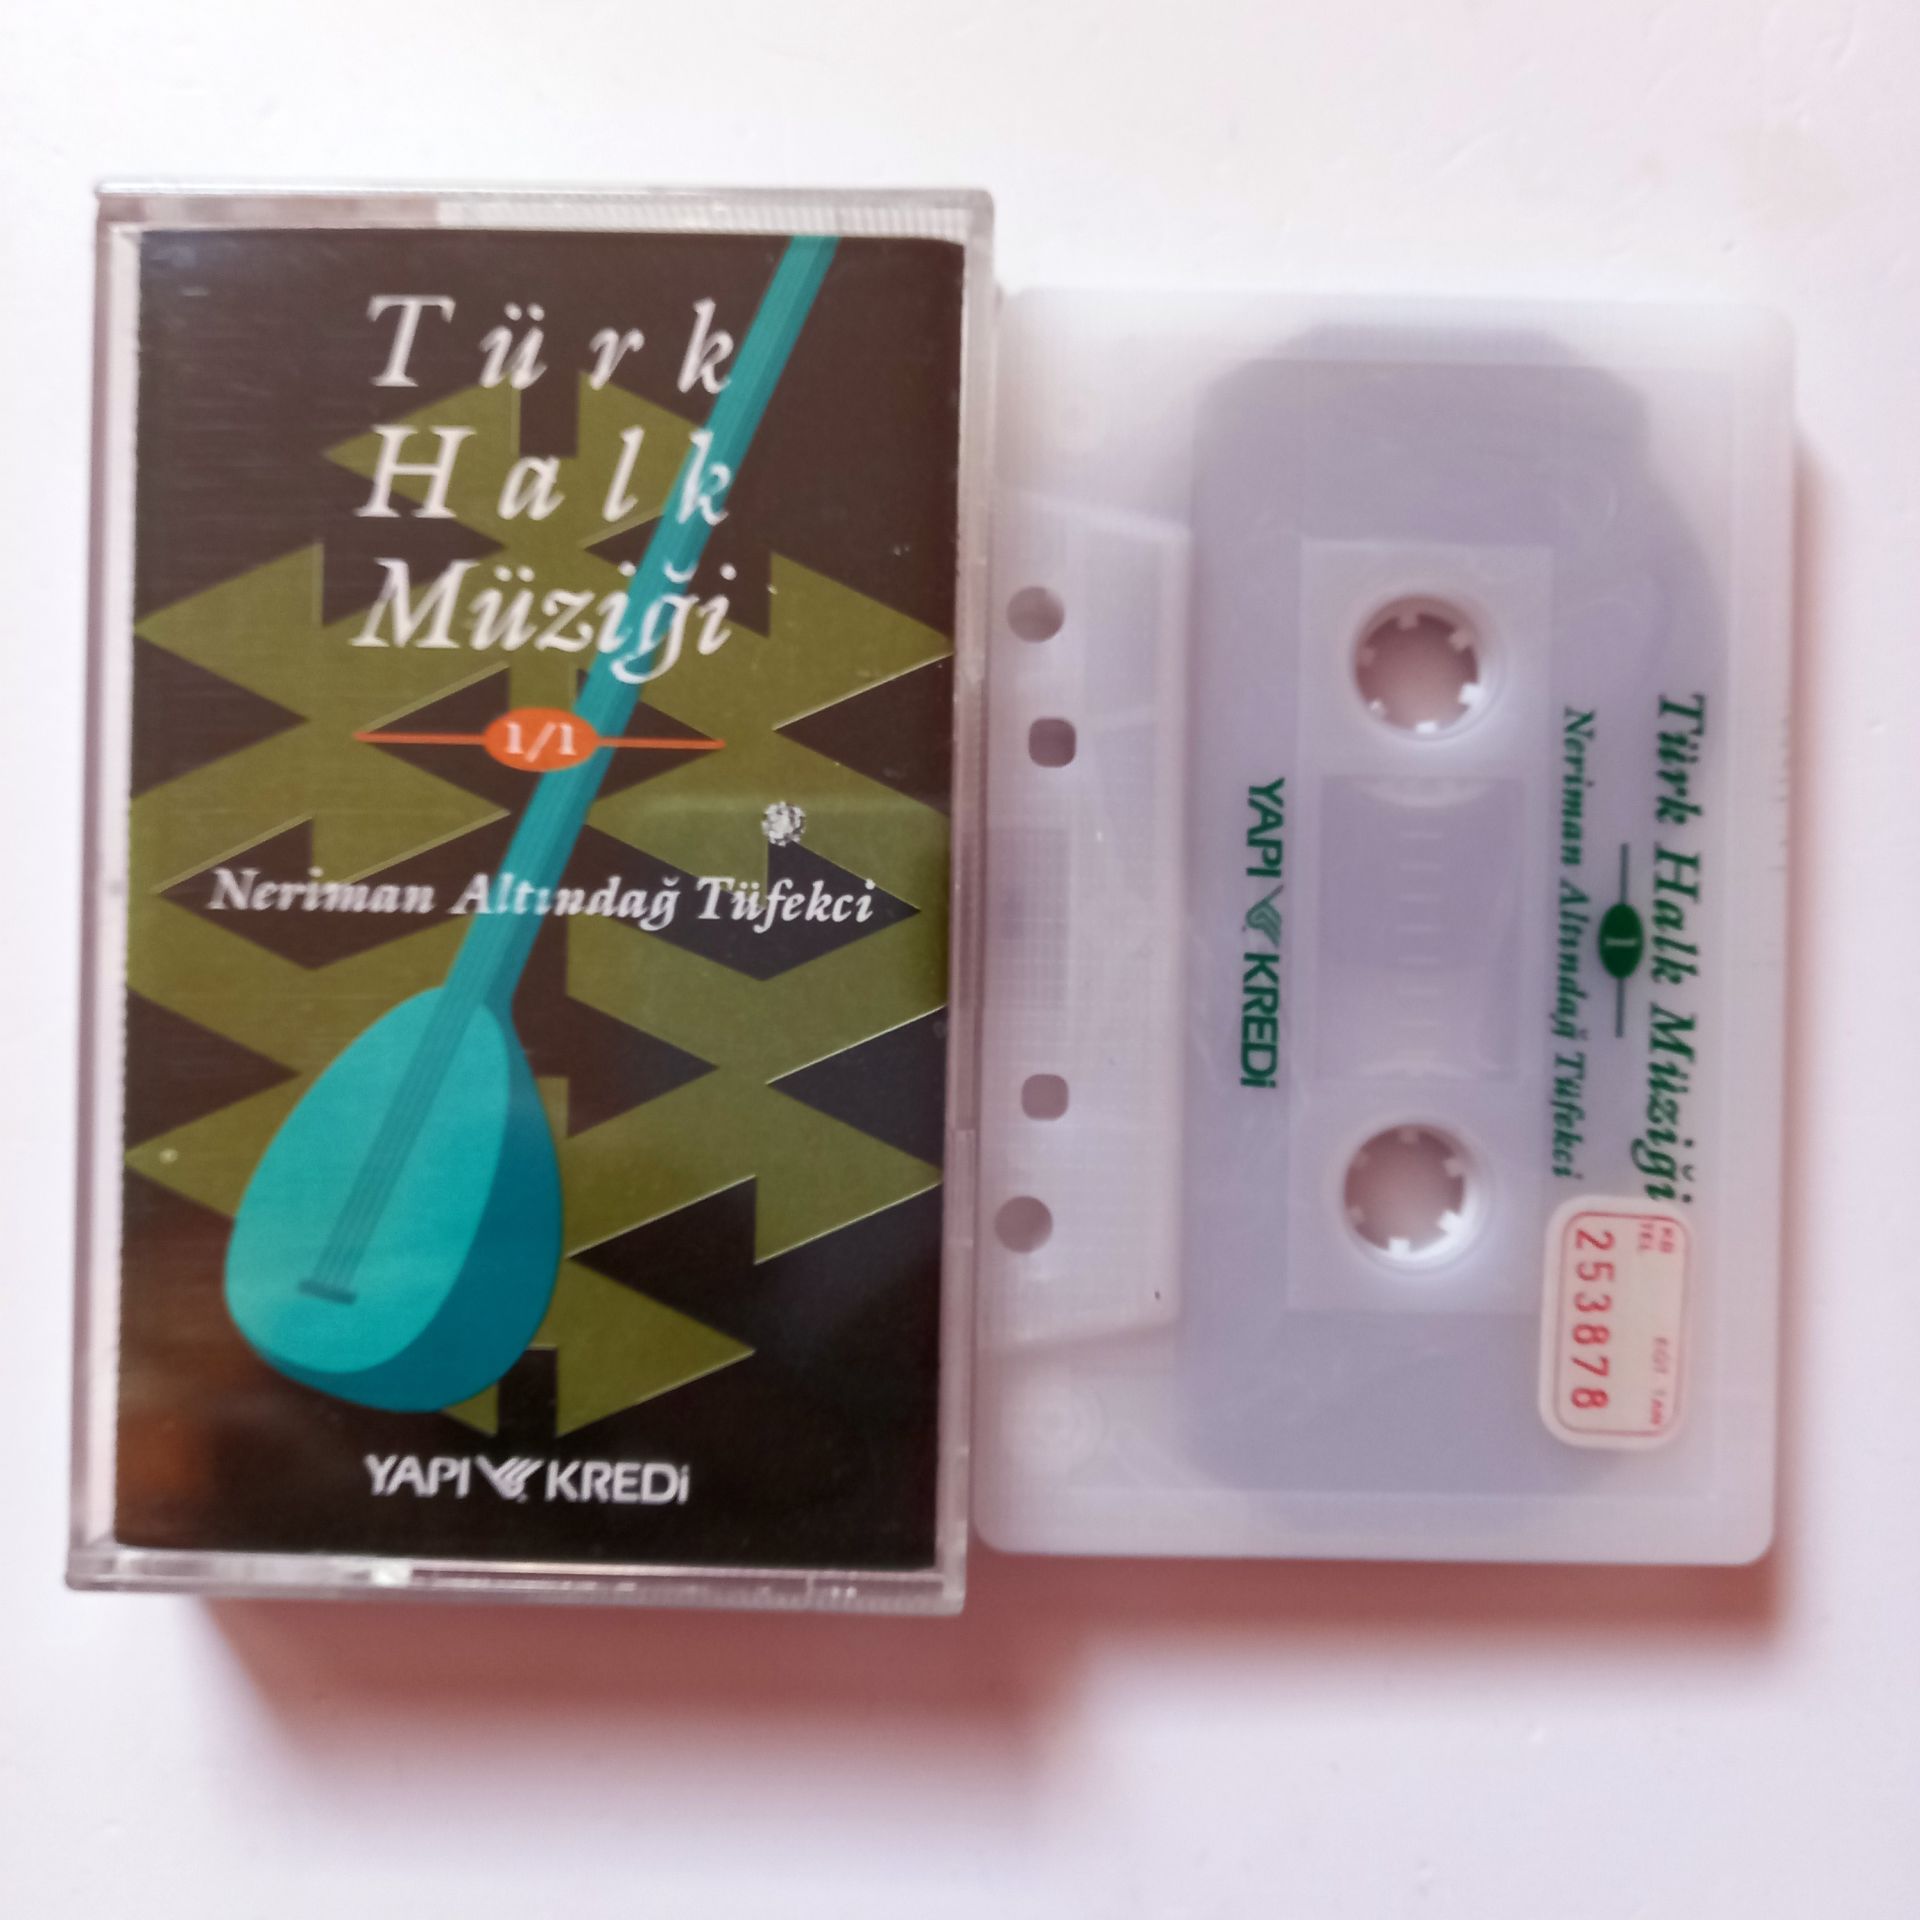 Türk
Halk
Müziği
1/1
Neriman Altındağ Tüfekci
YAPI KREDi
Türk Halk Müziği
1
Neriman Altındağ Tüfekci
YAPI KREDi
253878